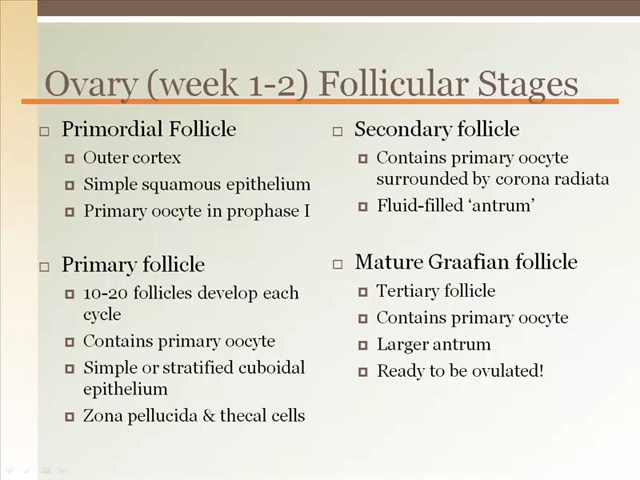 Ovary (week 1-2) Follicular Stages
Primordial Follicle
Outer cortex
Simple squamous epithelium
Primary oocyte in prophase I
Primary follicle
10-20 follicles develop each
cycle
Contains primary oocyte
Simple or stratified cuboidal
epithelium
Zona pellucida & thecal cells
Secondary follicle
Contains primary oocyte
surrounded by corona radiata
Fluid-filled ‘antrum’
Mature Graafian follicle
Tertiary follicle
Contains primary oocyte
Larger antrum
Ready to be ovulated!